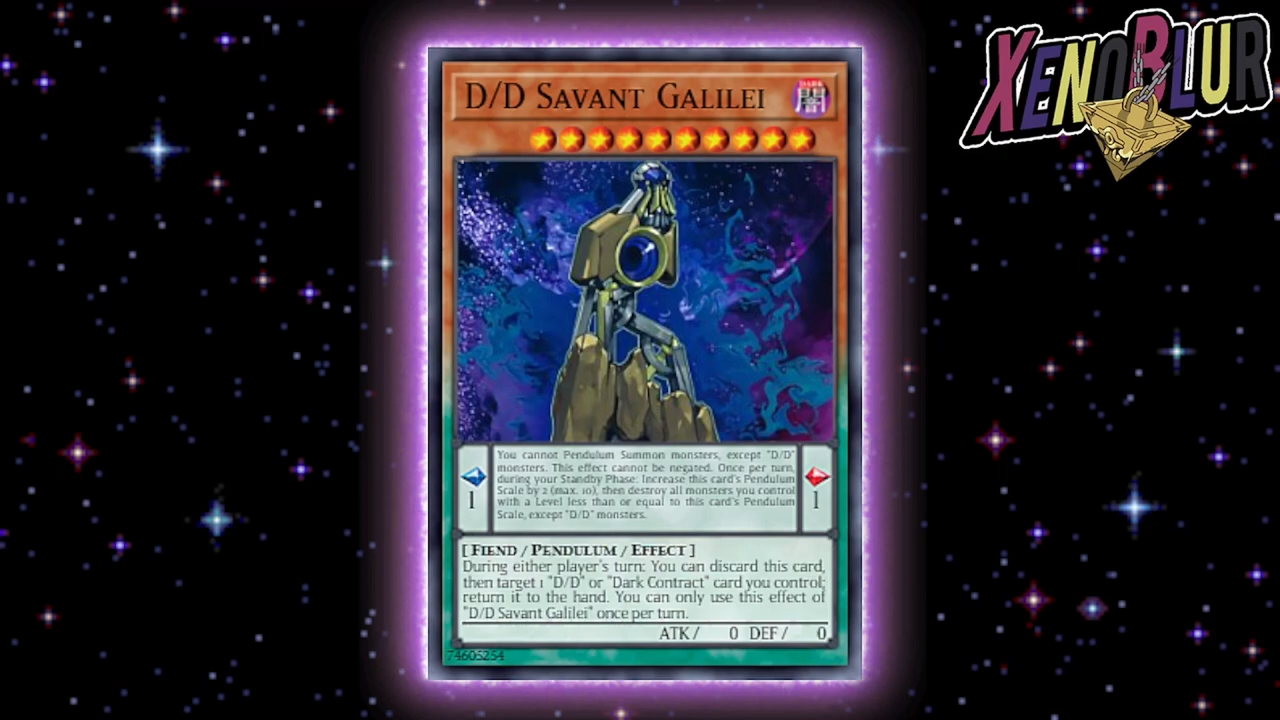 XENOBLUR
D/D SAVANT GALILEI
DARK
闇
You cannot Pendulum Summon monsters, except "D/D"
monsters. This effect cannot be negated. Once per turn,
during your Standby Phase: Increase this card's Pendulum
Scale by 2 (max. 10), then destroy all monsters you control
with a Level less than or equal to this card's Pendulum
Scale, except "D/D" monsters.
1
1
[ FIEND / PENDULUM / EFFECT ]
During either player's turn: You can discard this card,
then target 1 "D/D" or "Dark Contract" card you control;
return it to the hand. You can only use this effect of
"D/D Savant Galilei" once per turn.
ATK / 0 DEF / 0
74605254